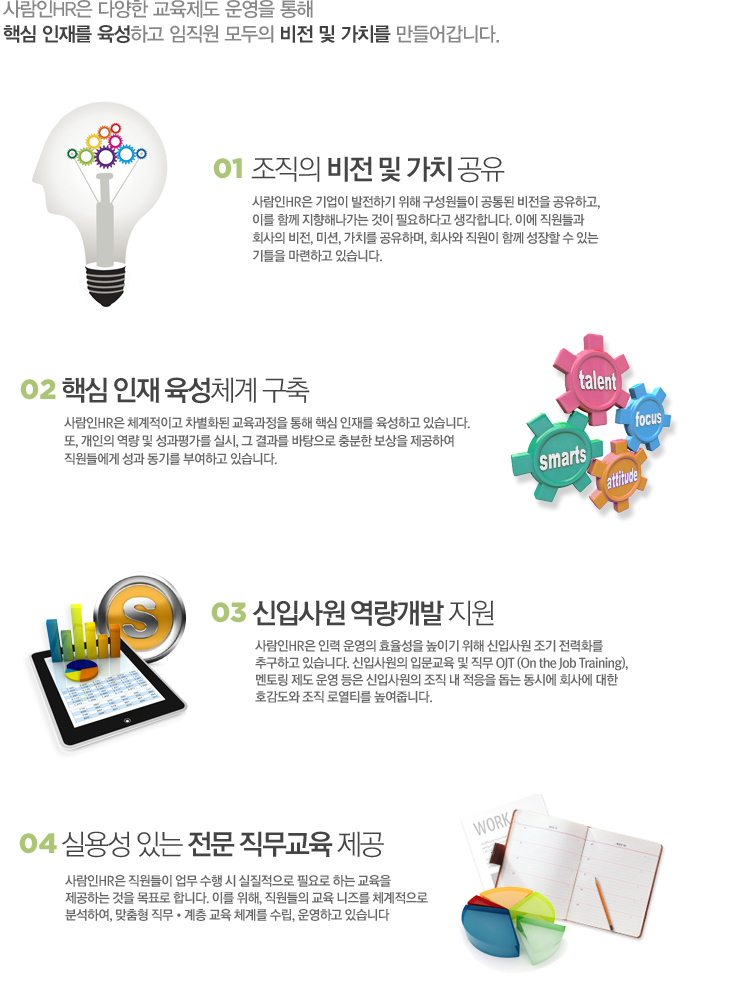 사람인HR은 다양한 교육제도 운영을 통해
핵심 인재를 육성하고 임직원 모두의 비전 및 가치를 만들어갑니다.
01 조직의 비전 및 가치 공유
사람인HR은 기업이 발전하기 위해 구성원들이 공통된 비전을 공유하고,
이를 함께 지향해나가는 것이 필요하다고 생각합니다. 이에 직원들과
회사의 비전, 미션, 가치를 공유하며, 회사와 직원이 함께 성장할 수 있는
기틀을 마련하고 있습니다.
02 핵심 인재 육성체계 구축
사람인HR은 체계적이고 차별화된 교육과정을 통해 핵심 인재를 육성하고 있습니다.
또, 개인의 역량 및 성과평가를 실시, 그 결과를 바탕으로 충분한 보상을 제공하여
직원들에게 성과 동기를 부여하고 있습니다.
talent
focus
smarts
attitude
S
03 신입사원 역량개발 지원
사람인HR은 인력 운영의 효율성을 높이기 위해 신입사원 조기 전력화를
추구하고 있습니다. 신입사원의 입문교육 및 직무 OJT (On the Job Training),
멘토링 제도 운영 등은 신입사원의 조직 내 적응을 돕는 동시에 회사에 대한
호감도와 조직 로열티를 높여줍니다.
04 실용성 있는 전문 직무교육 제공
사람인HR은 직원들이 업무 수행 시 실질적으로 필요로 하는 교육을
제공하는 것을 목표로 합니다. 이를 위해, 직원들의 교육 니즈를 체계적으로
분석하여, 맞춤형 직무 • 계층 교육 체계를 수립, 운영하고 있습니다
WORK